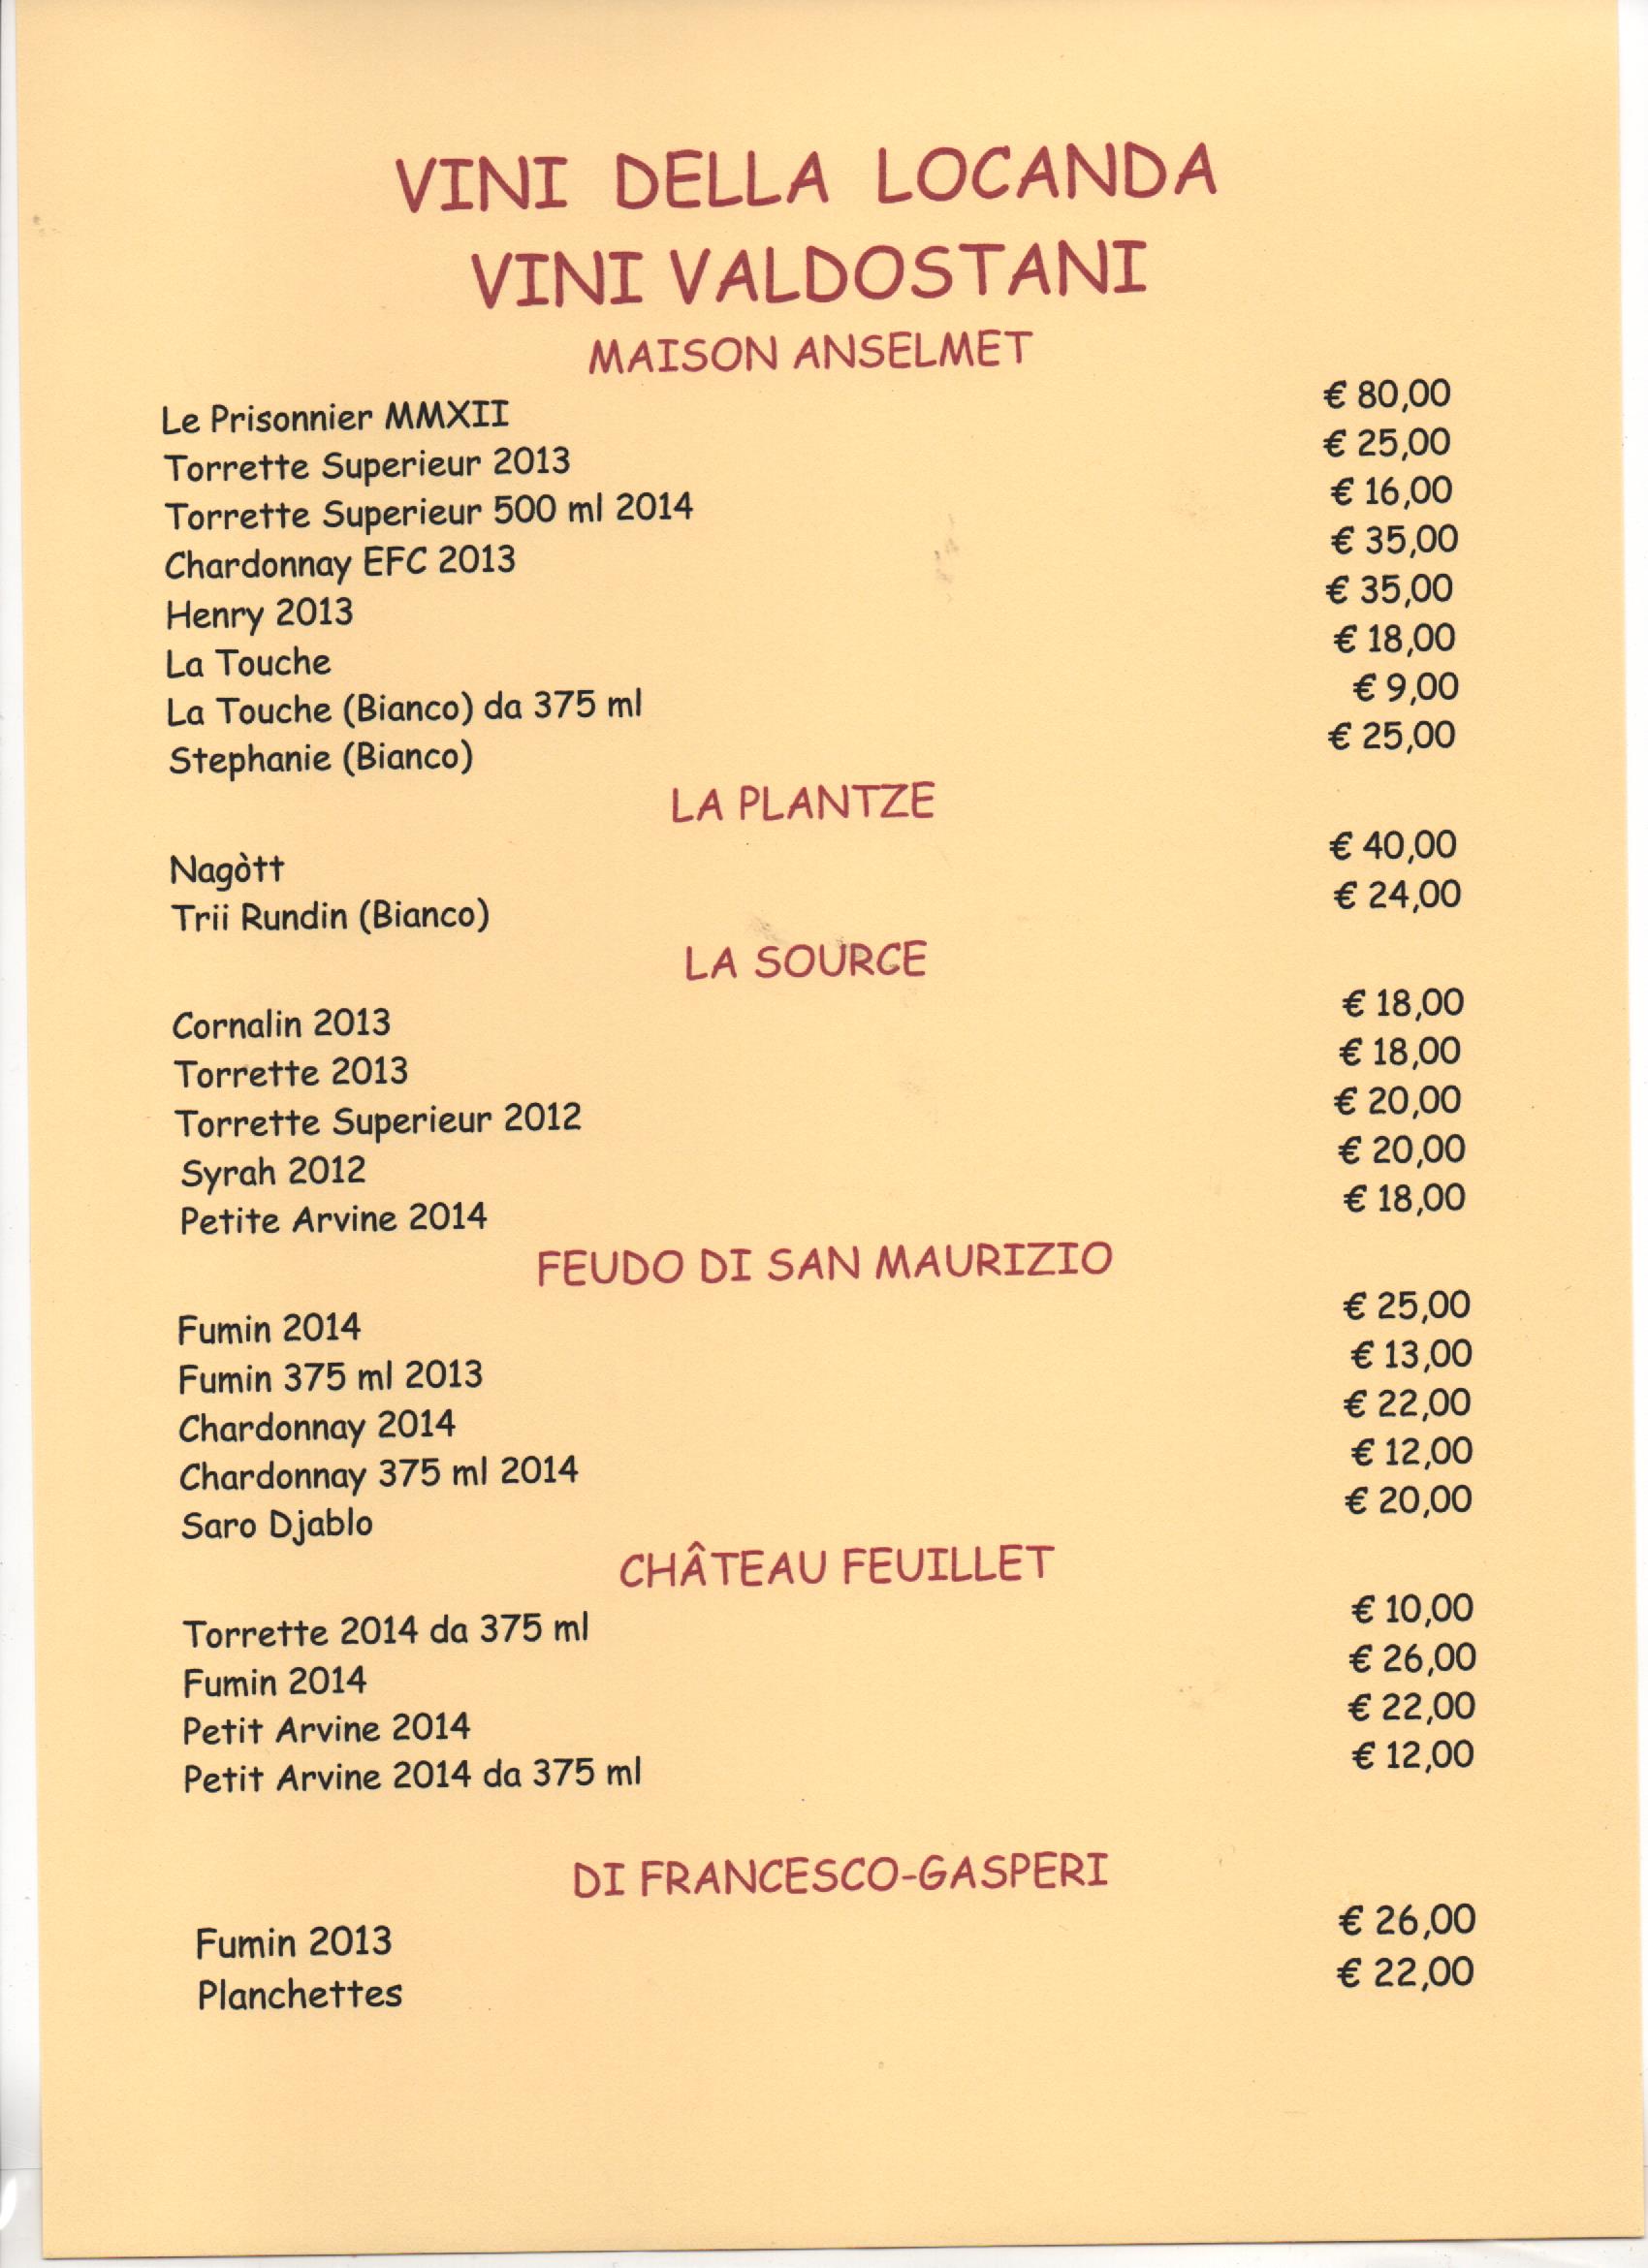 VINI DELLA LOCANDA
VINI VALDOSTANI
MAISON ANSELMET
Le Prisonnier MMXII € 80,00
Torrette Superieur 2013 € 25,00
Torrette Superieur 500 ml 2014 € 16,00
Chardonnay EFC 2013 € 35,00
Henry 2013 € 35,00
La Touche € 18,00
La Touche (Bianco) da 375 ml € 9,00
Stephanie (Bianco) € 25,00
LA PLANTZE
Nagòtt € 40,00
Trii Rundin (Bianco) € 24,00
LA SOURCE
Cornalin 2013 € 18,00
Torrette 2013 € 18,00
Torrette Superieur 2012 € 20,00
Syrah 2012 € 20,00
Petite Arvine 2014 € 18,00
FEUDO DI SAN MAURIZIO
Fumin 2014 € 25,00
Fumin 375 ml 2013 € 13,00
Chardonnay 2014 € 22,00
Chardonnay 375 ml 2014 € 12,00
Saro Djablo € 20,00
CHÂTEAU FEUILLET
Torrette 2014 da 375 ml € 10,00
Fumin 2014 € 26,00
Petit Arvine 2014 € 22,00
Petit Arvine 2014 da 375 ml € 12,00
DI FRANCESCO-GASPERI
Fumin 2013 € 26,00
Planchettes € 22,00